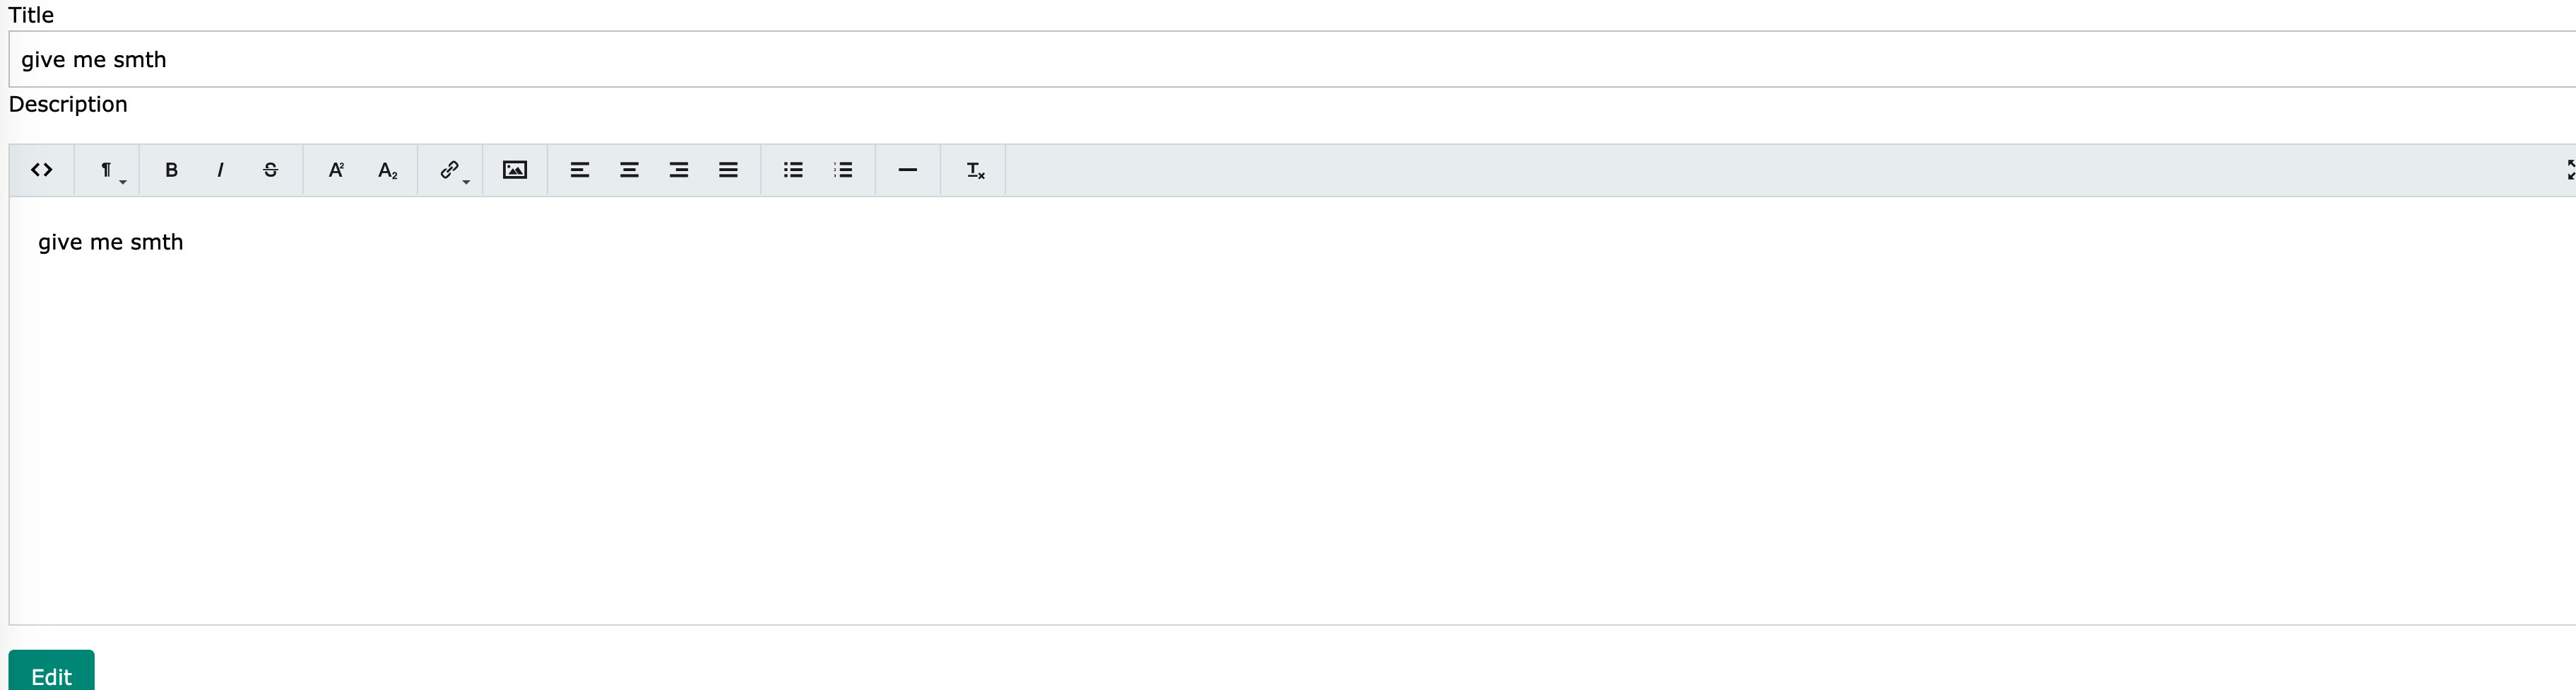 Title
give me smth
Description
give me smth
Edit